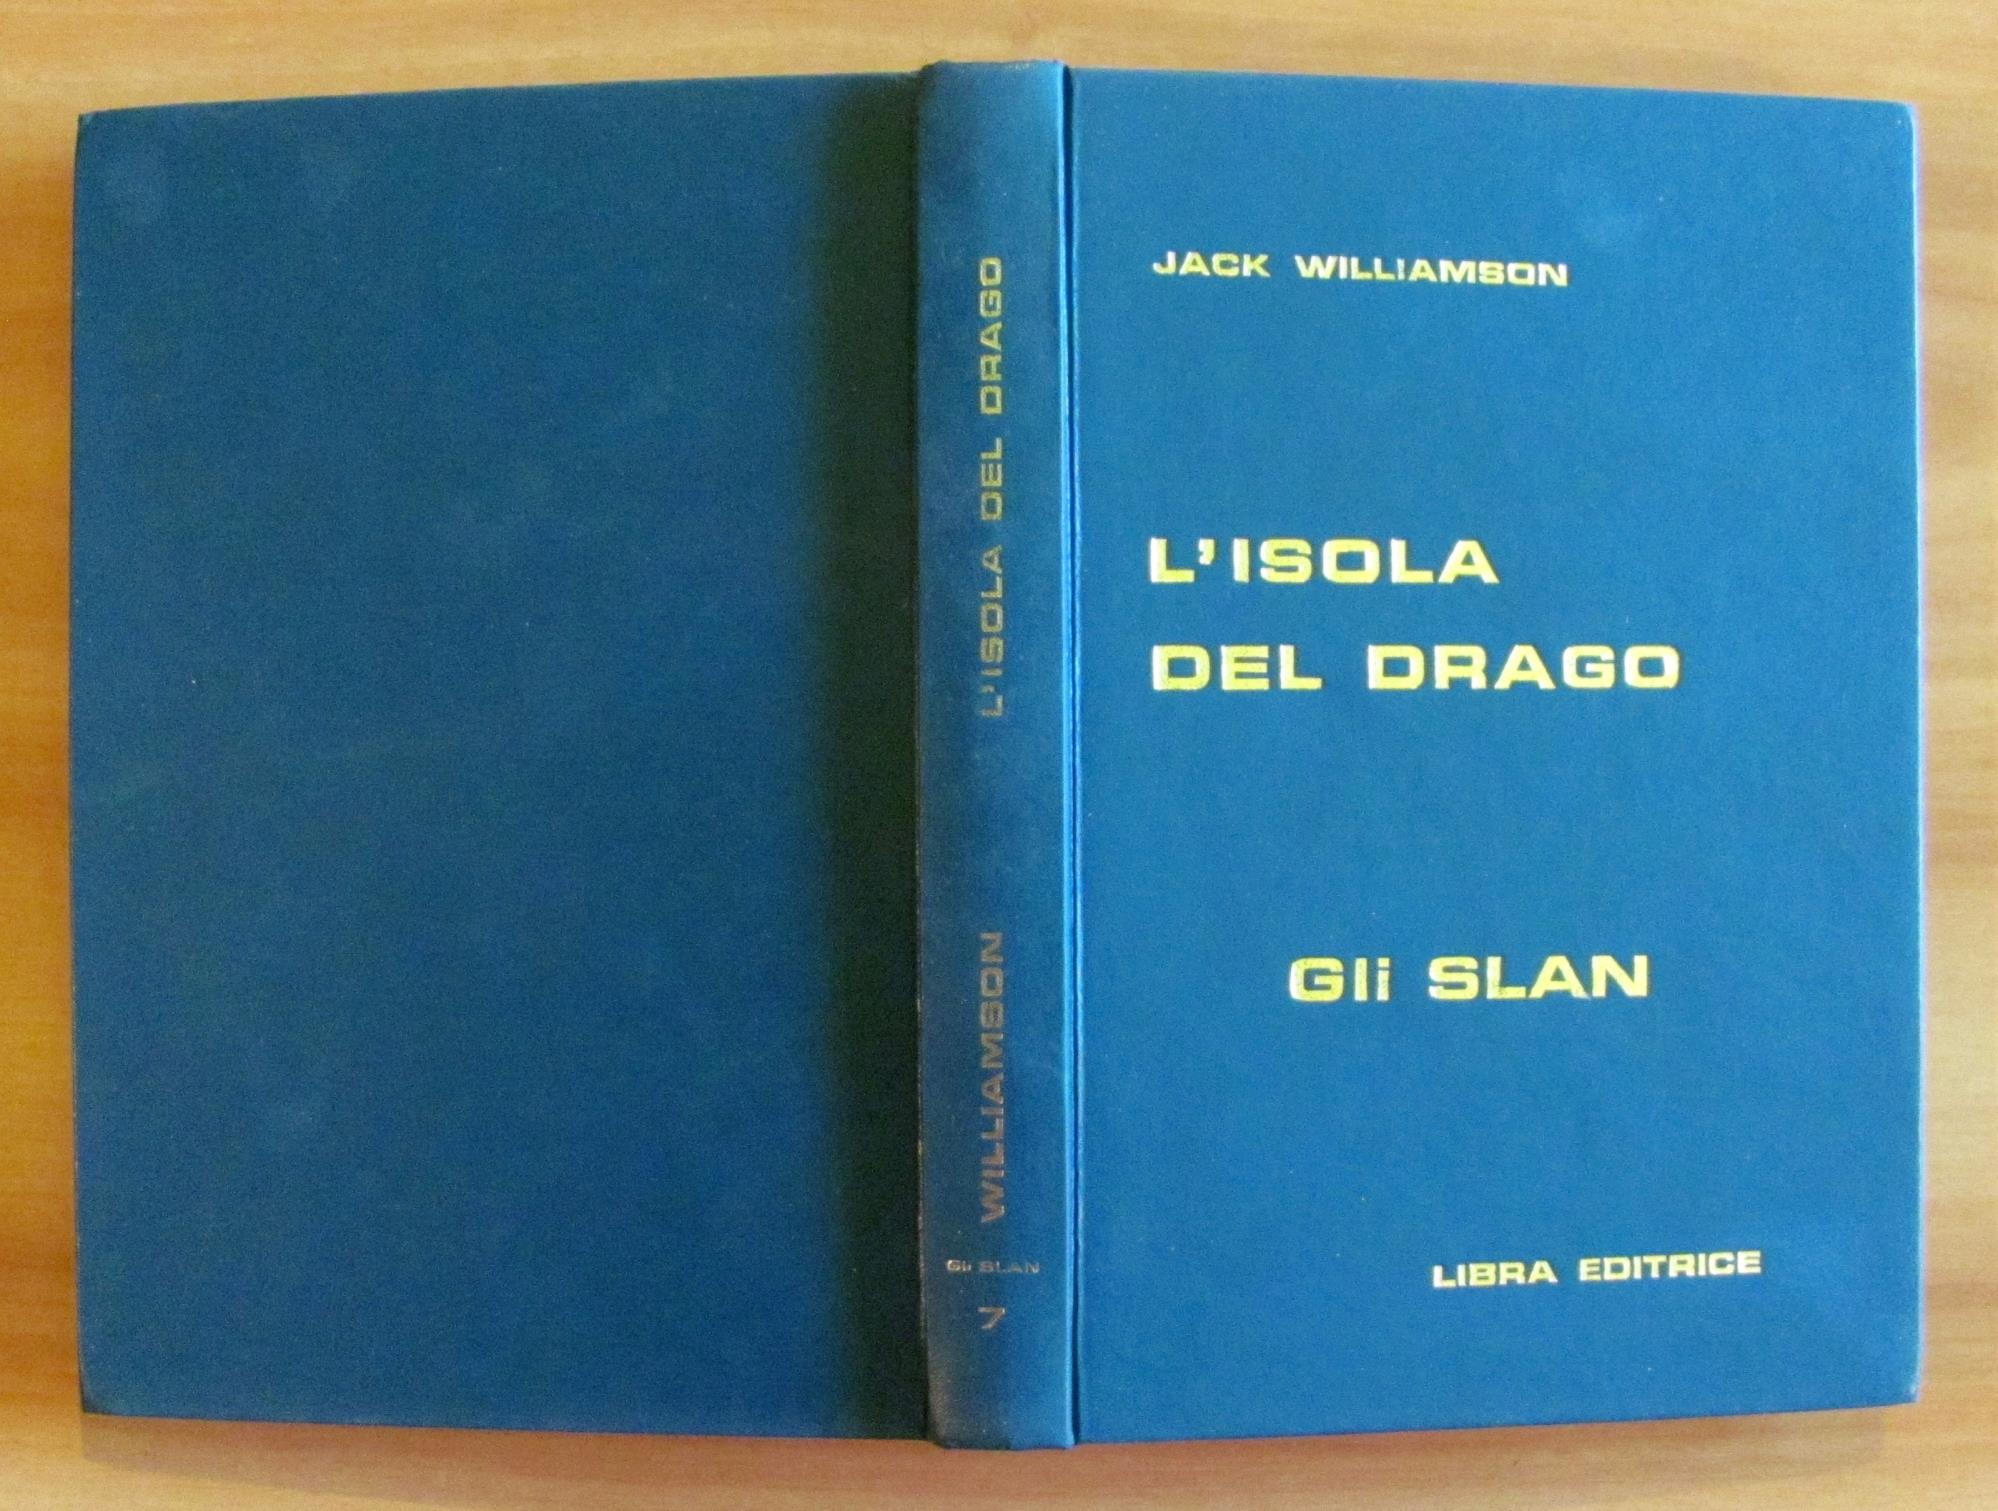 JACK WILLIAMSON
L'ISOLA
DEL DRAGO
Gli SLAN
LIBRA EDITRICE
L'ISOLA DEL DRAGO
WILLIAMSON
Gli SLAN
7